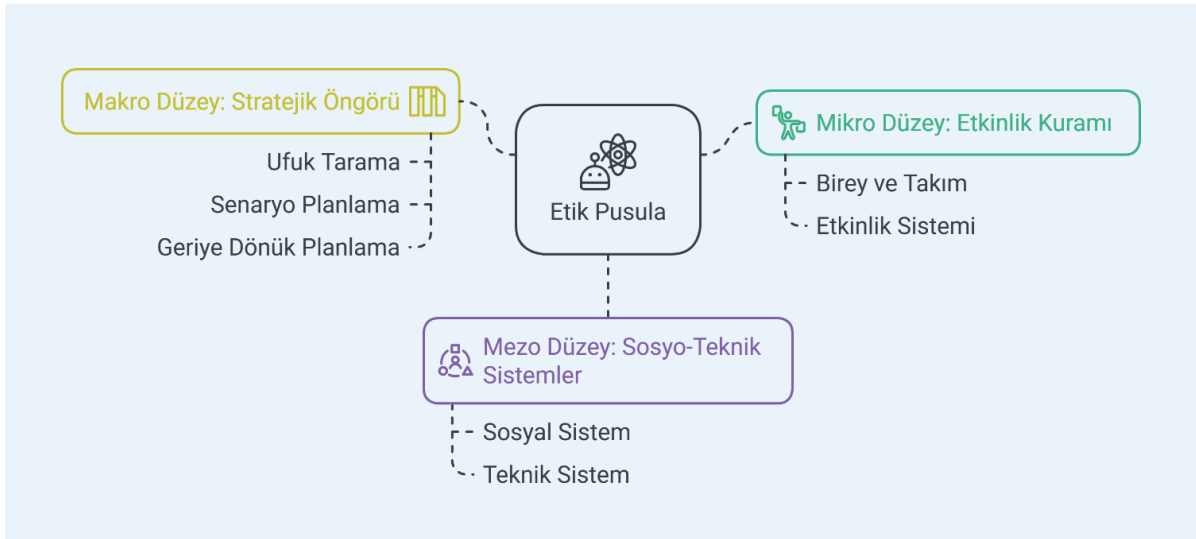 Makro Düzey: Stratejik Öngörü
Ufuk Tarama
Senaryo Planlama
Geriye Dönük Planlama
Etik Pusula
Mikro Düzey: Etkinlik Kuramı
Birey ve Takım
Etkinlik Sistemi
Mezo Düzey: Sosyo-Teknik
Sistemler
Sosyal Sistem
Teknik Sistem